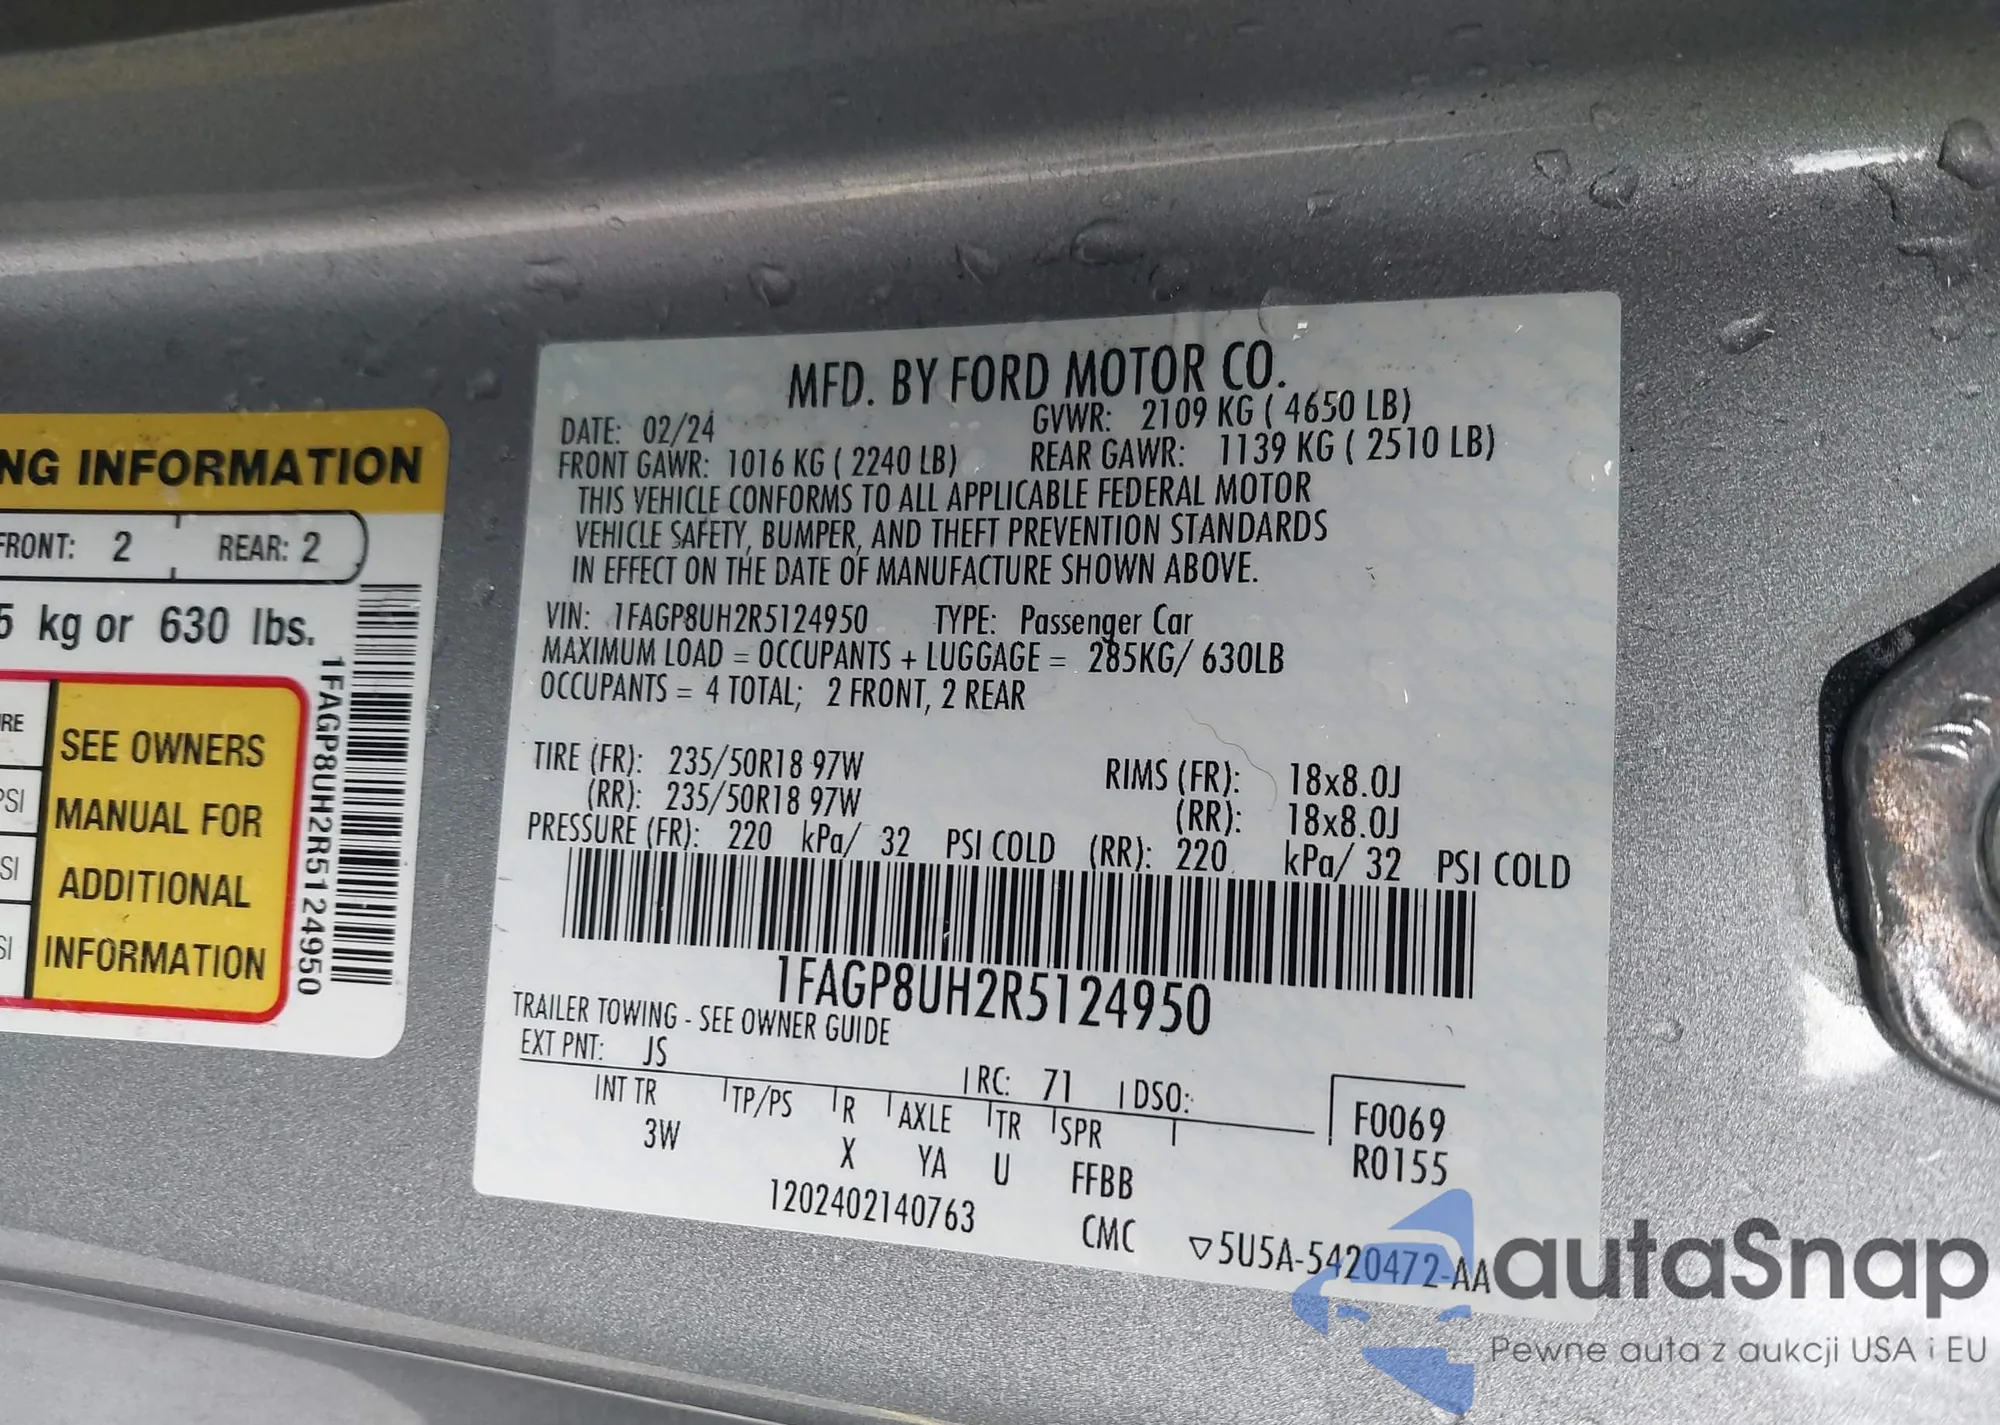 NG INFORMATION
FRONT: 2 REAR: 2
5 kg or 630 lbs.
RE
PSI
SI
SI
SEE OWNERS
MANUAL FOR
ADDITIONAL
INFORMATION
1FAGP8UH2R5124950
MFD. BY FORD MOTOR CO.
DATE: 02/24 GVWR: 2109 KG ( 4650 LB)
FRONT GAWR: 1016 KG ( 2240 LB) REAR GAWR: 1139 KG ( 2510 LB)
THIS VEHICLE CONFORMS TO ALL APPLICABLE FEDERAL MOTOR
VEHICLE SAFETY, BUMPER, AND THEFT PREVENTION STANDARDS
IN EFFECT ON THE DATE OF MANUFACTURE SHOWN ABOVE.
VIN: 1FAGP8UH2R5124950 TYPE: Passenger Car
MAXIMUM LOAD = OCCUPANTS + LUGGAGE = 285KG/ 630LB
OCCUPANTS = 4 TOTAL; 2 FRONT, 2 REAR
TIRE (FR): 235/50R18 97W RIMS (FR): 18x8.0J
(RR): 235/50R18 97W (RR): 18x8.0J
PRESSURE (FR): 220 kPa/ 32 PSI COLD (RR): 220 kPa/ 32 PSI COLD
1FAGP8UH2R5124950
TRAILER TOWING - SEE OWNER GUIDE
EXT PNT: JS RC: 71 DSO:
INT TR TP/PS R AXLE TR SPR F0069
3W X YA U FFBB R0155
1202402140763 CMC ▽5U5A-5420472-AA
autaSnap
Pewne auta z aukcji USA i EU